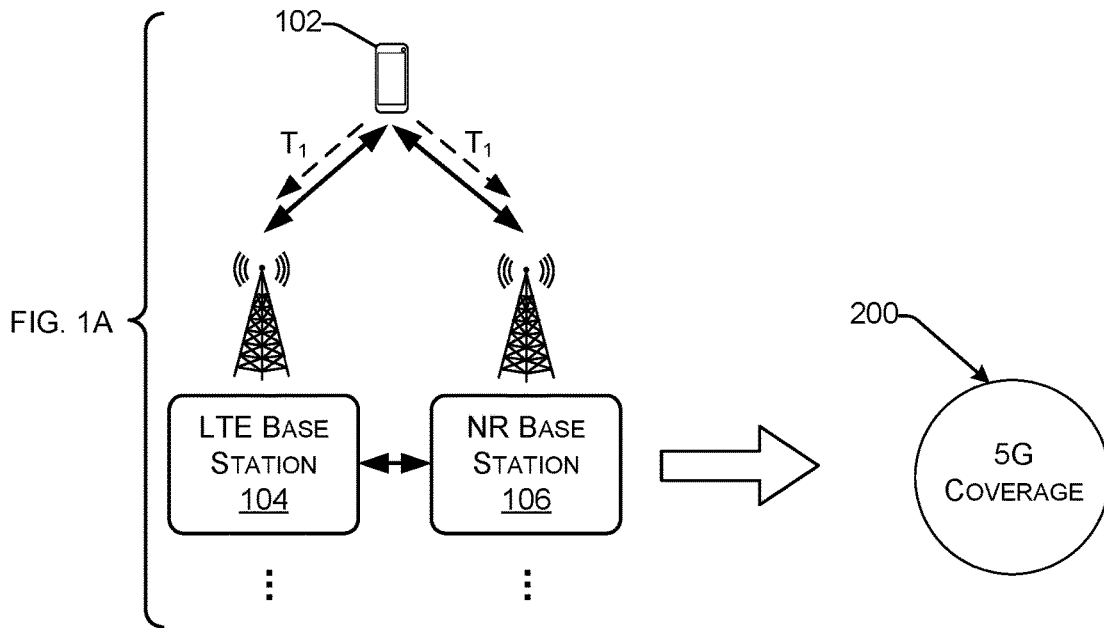 102
T1 T1
FIG. 1A
200
LTE BASE
STATION
104
NR BASE
STATION
106
5G
COVERAGE